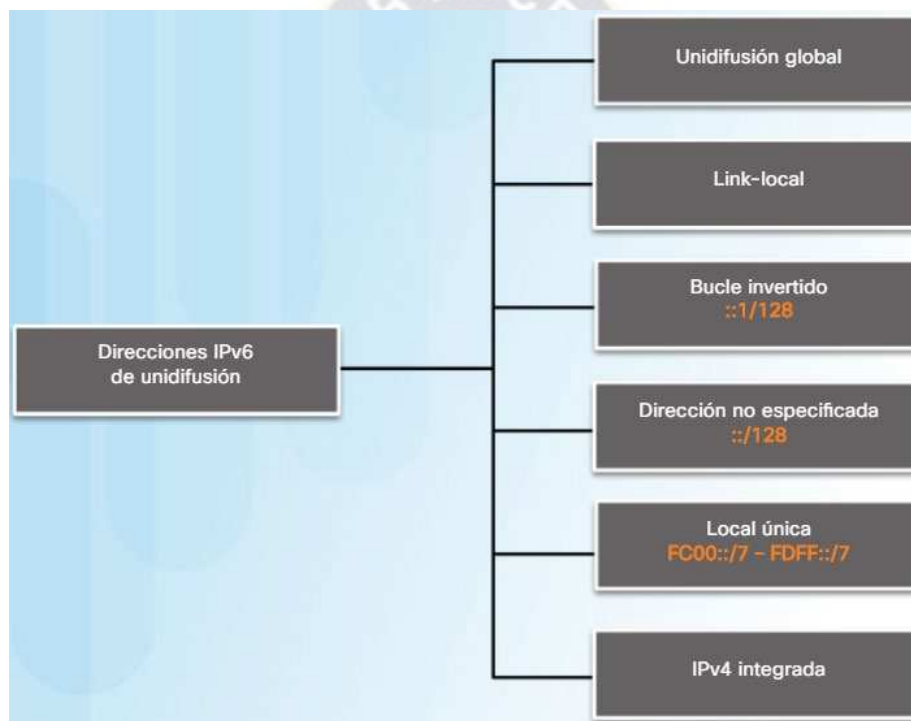 Unidifusión global
Link-local
Bucle invertido
::1/128
Direcciones IPv6
de unidifusión
Dirección no especificada
::/128
Local única
FC00::/7 – FDFF::/7
IPv4 integrada